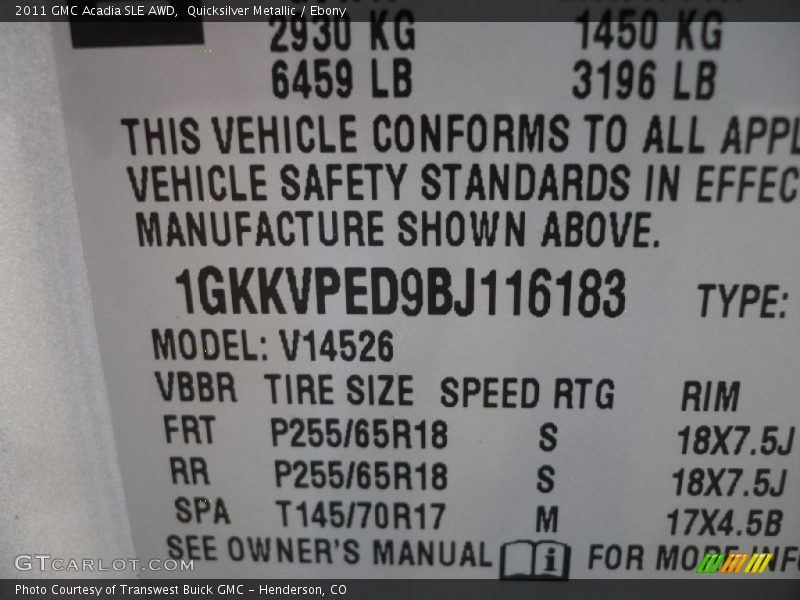 2011 GMC Acadia SLE AWD,  Quicksilver Metallic / Ebony
2930 KG 1450 KG
6459 LB 3196 LB
THIS VEHICLE CONFORMS TO ALL APPL
VEHICLE SAFETY STANDARDS IN EFFEC
MANUFACTURE SHOWN ABOVE.
1GKKVPED9BJ116183 TYPE:
MODEL: V14526
VBBR TIRE SIZE SPEED RTG RIM
FRT P255/65R18 S 18X7.5J
RR P255/65R18 S 18X7.5J
SPA T145/70R17 M 17X4.5B
SEE OWNER'S MANUAL i FOR MORE INFO
GTCarlot.com
Photo Courtesy of Transwest Buick GMC - Henderson, CO